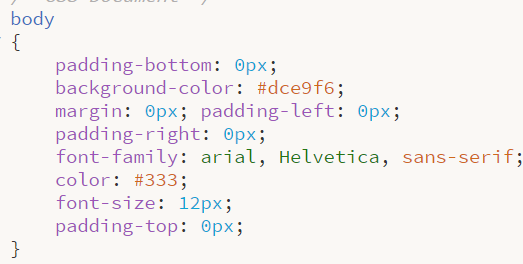 body
{
padding-bottom: 0px;
background-color: #dce9f6;
margin: 0px; padding-left: 0px;
padding-right: 0px;
font-family: arial, Helvetica, sans-serif;
color: #333;
font-size: 12px;
padding-top: 0px;
}